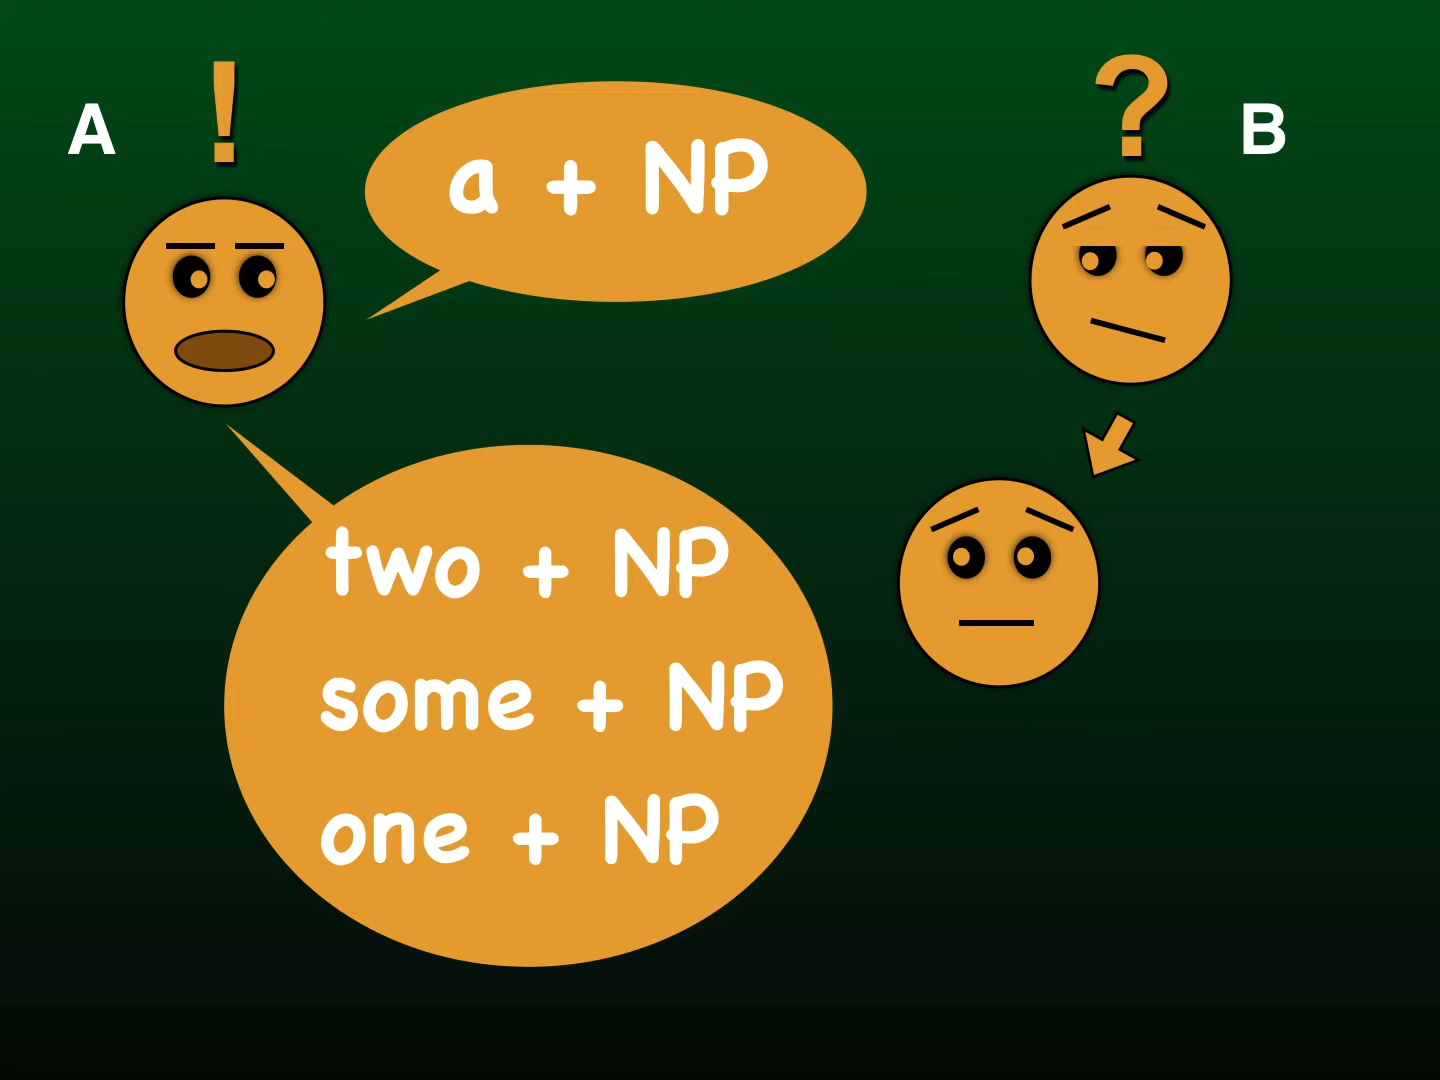 A
!
a + NP
?
B
two + NP
some + NP
one + NP